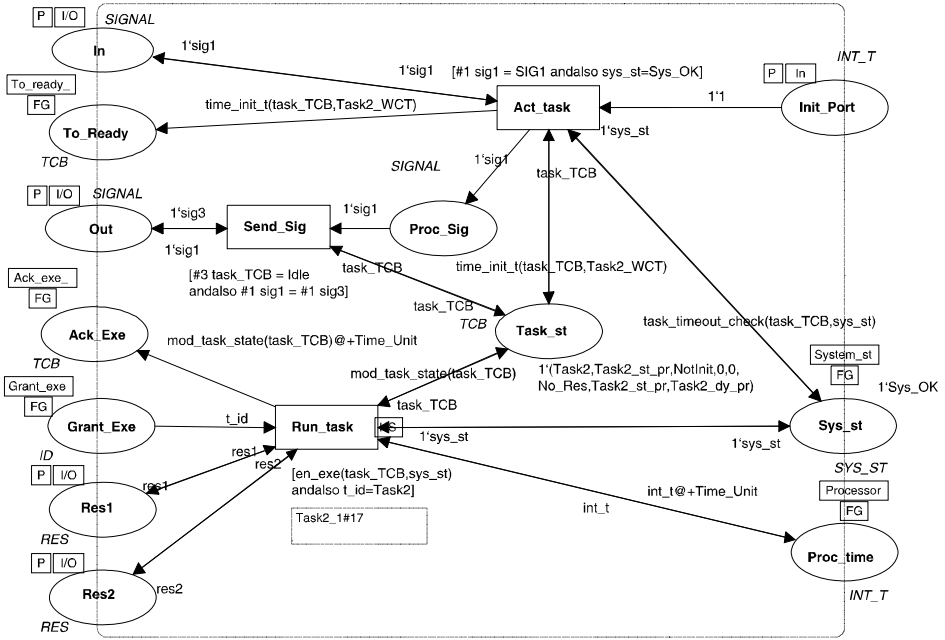 P I/O SIGNAL
In
1‘sig1
1‘sig1
[#1 sig1 = SIG1 andalso sys_st=Sys_OK]
INT_T
P In
To_ready_
FG
time_init_t(task_TCB,Task2_WCT)
Act_task
1‘1
Init_Port
To_Ready
1‘sys_st
TCB
SIGNAL
1‘sig1
task_TCB
P I/O SIGNAL
Out
1‘sig3
Send_Sig
1‘sig1
Proc_Sig
1‘sig1
[#3 task_TCB = Idle
andalso #1 sig1 = #1 sig3]
task_TCB
time_init_t(task_TCB,Task2_WCT)
Ack_exe_
FG
task_TCB
TCB
Task_st
task_timeout_check(task_TCB,sys_st)
Ack_Exe
mod_task_state(task_TCB)@+Time_Unit
TCB
System_st
FG
mod_task_state(task_TCB)
1‘(Task2,Task2_st_pr,NotInit,0,0,
No_Res,Task2_st_pr,Task2_dy_pr)
1‘Sys_OK
Grant_exe
FG
task_TCB
Grant_Exe
t_id
Run_task
1‘sys_st
1‘sys_st
Sys_st
ID
res1
res2
SYS_ST
P I/O
res1
[en_exe(task_TCB,sys_st)
andalso t_id=Task2]
int_t@+Time_Unit
int_t
Processor
FG
Res1
Task2_1#17
RES
Proc_time
P I/O
Res2
res2
INT_T
RES